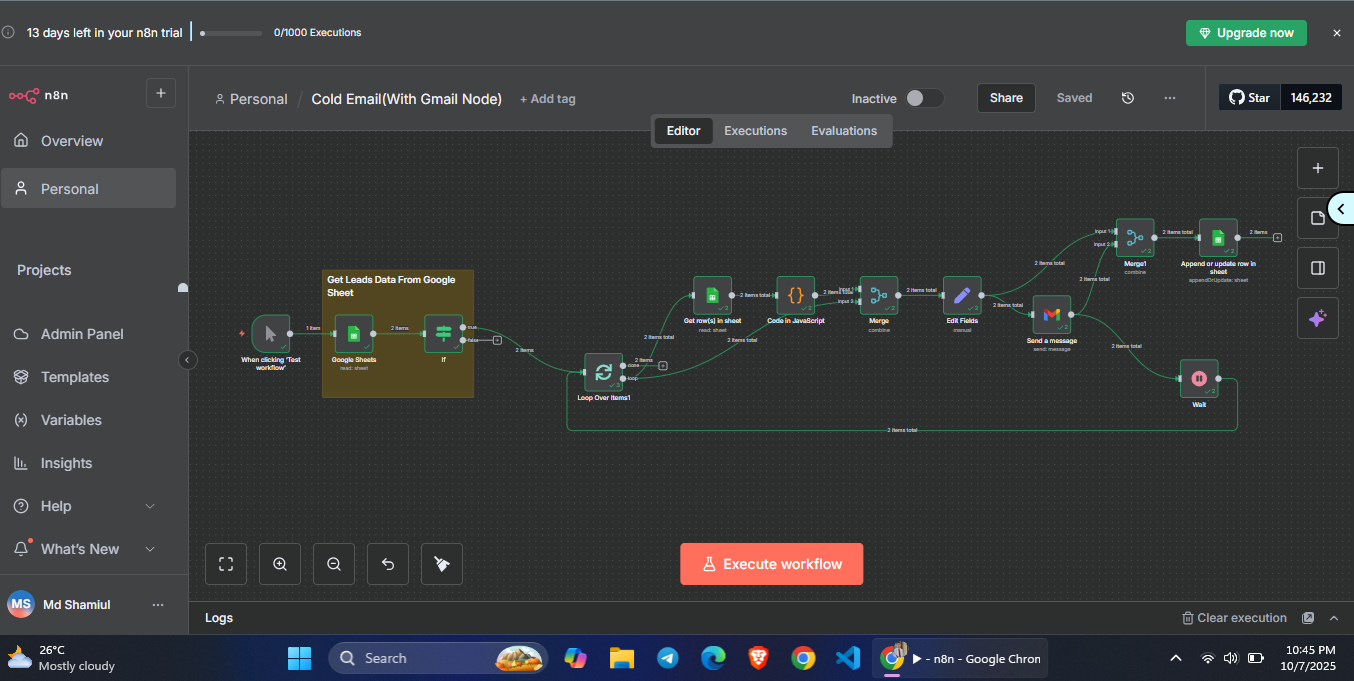 13 days left in your n8n trial
0/1000 Executions
Upgrade now
n8n
Personal / Cold Email(With Gmail Node) + Add tag
Inactive
Share
Saved
Star 146,232
Editor Executions Evaluations
Overview
Personal
Projects
Admin Panel
Templates
Variables
Insights
Help
What's New
MS Md Shamiul
Get Leads Data From Google
Sheet
When clicking 'Test
workflow'
1 item
Google Sheets
read: sheet
2 items
If
true
false
2 items
Loop Over Items1
2 items
done
loop
2 items total
2 items total
Get row(s) in sheet
read: sheet
2 items total
Code in JavaScript
2 items total
Input 1
Input 2
Merge
combine
2 items total
Edit Fields
manual
2 items total
2 items total
Send a message
send: message
2 items total
2 items total
Input 1
Input 2
Merge1
combine
2 items total
Append or update row in
sheet
appendOrUpdate: sheet
2 items
Wait
2 items total
Execute workflow
Logs
Clear execution
26°C
Mostly cloudy
Search
- n8n - Google Chron
10:45 PM
10/7/2025